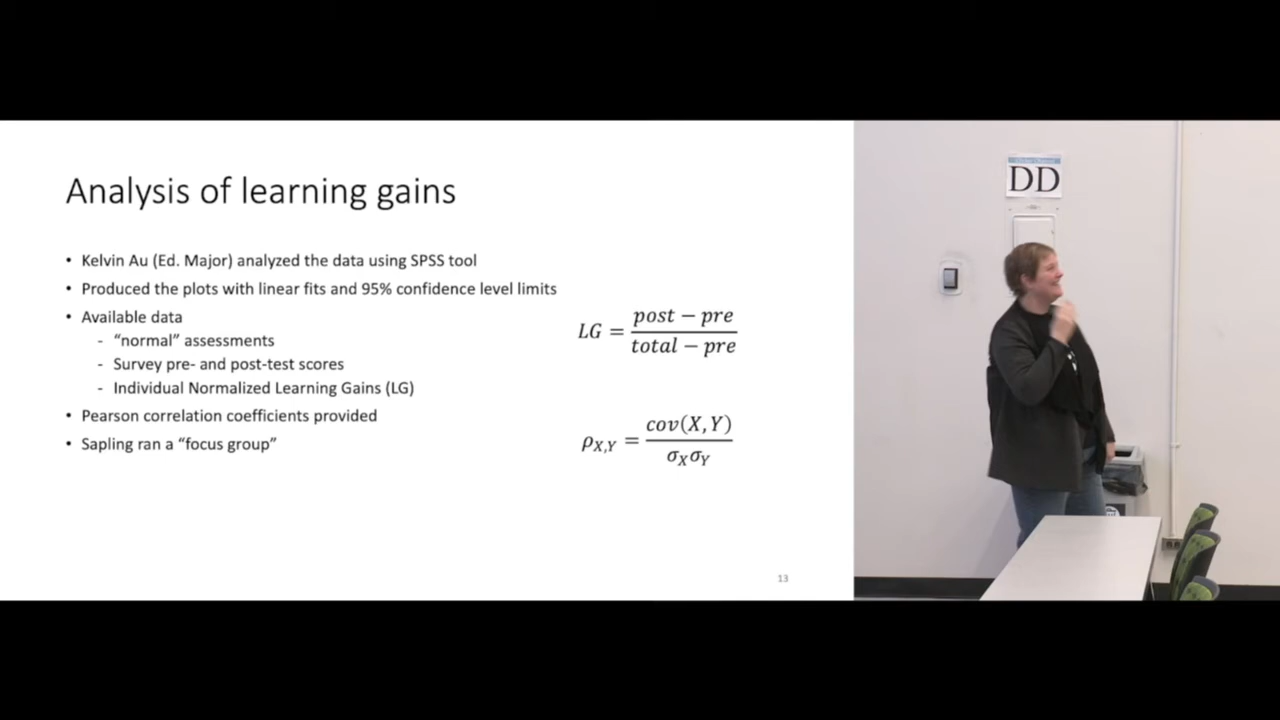 Analysis of learning gains
• Kelvin Au (Ed. Major) analyzed the data using SPSS tool
• Produced the plots with linear fits and 95% confidence level limits
• Available data
- “normal” assessments
- Survey pre- and post-test scores
- Individual Normalized Learning Gains (LG)
• Pearson correlation coefficients provided
• Sapling ran a “focus group”
LG = (post − pre) / (total − pre)
ρX,Y = cov(X, Y) / σXσY
13
DD